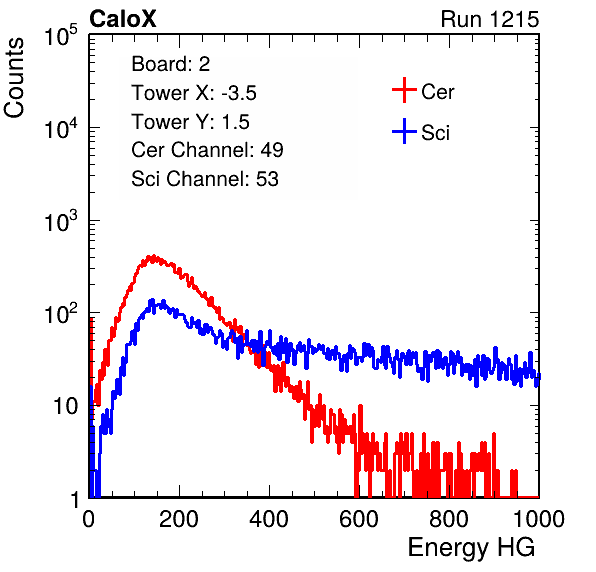 CaloX
Run 1215
Counts
10^5
10^4
10^3
10^2
10
1
Board: 2
Tower X: -3.5
Tower Y: 1.5
Cer Channel: 49
Sci Channel: 53
Cer
Sci
0 200 400 600 800 1000
Energy HG